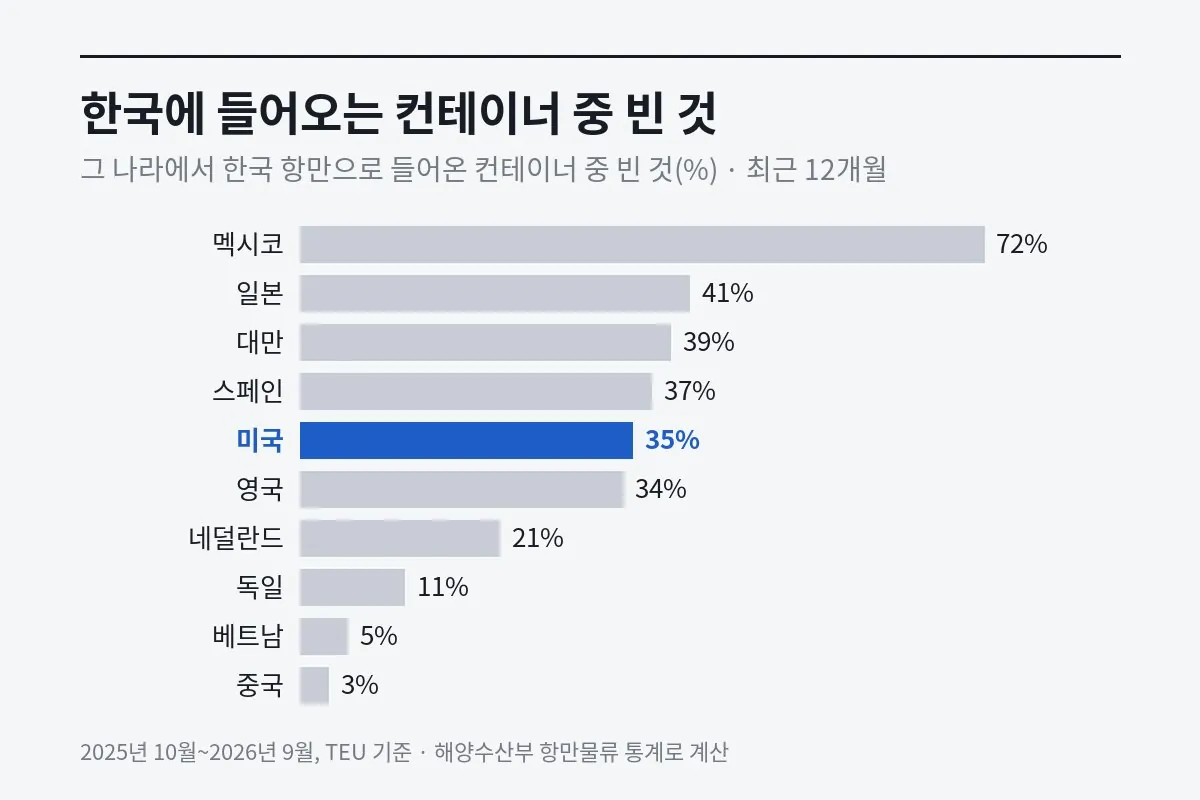 한국에 들어오는 컨테이너 중 빈 것
그 나라에서 한국 항만으로 들어온 컨테이너 중 빈 것(%) · 최근 12개월
멕시코 72%
일본 41%
대만 39%
스페인 37%
미국 35%
영국 34%
네덜란드 21%
독일 11%
베트남 5%
중국 3%
2025년 10월~2026년 9월, TEU 기준 · 해양수산부 항만물류 통계로 계산